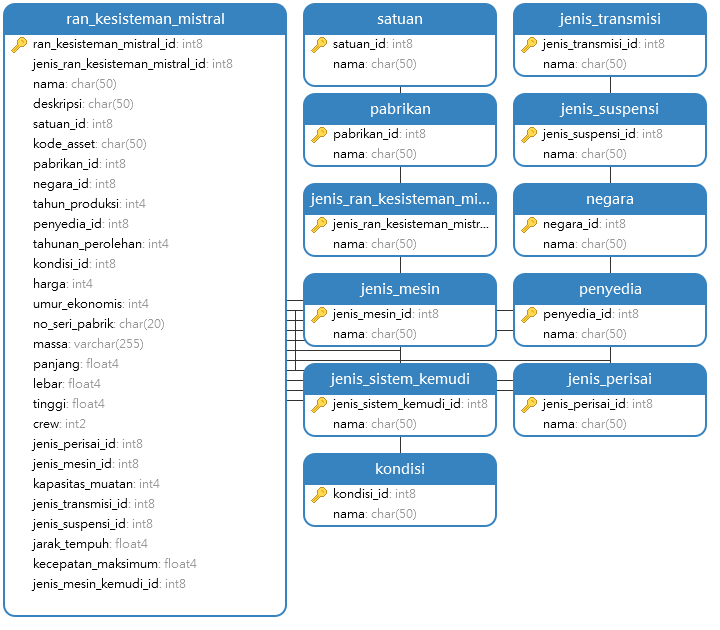 ran_kesisteman_mistral
ran_kesisteman_mistral_id: int8
jenis_ran_kesisteman_mistral_id: int8
nama: char(50)
deskripsi: char(50)
satuan_id: int8
kode_asset: char(50)
pabrikan_id: int8
negara_id: int8
tahun_produksi: int4
penyedia_id: int8
tahunan_perolehan: int4
kondisi_id: int8
harga: int4
umur_ekonomis: int4
no_seri_pabrik: char(20)
massa: varchar(255)
panjang: float4
lebar: float4
tinggi: float4
crew: int2
jenis_perisai_id: int8
jenis_mesin_id: int8
kapasitas_muatan: int4
jenis_transmisi_id: int8
jenis_suspensi_id: int8
jarak_tempuh: float4
kecepatan_maksimum: float4
jenis_mesin_kemudi_id: int8
satuan
satuan_id: int8
nama: char(50)
pabrikan
pabrikan_id: int8
nama: char(50)
jenis_ran_kesisteman_mi...
jenis_ran_kesisteman_mistr...
nama: char(50)
jenis_mesin
jenis_mesin_id: int8
nama: char(50)
jenis_sistem_kemudi
jenis_sistem_kemudi_id: int8
nama: char(50)
kondisi
kondisi_id: int8
nama: char(50)
jenis_transmisi
jenis_transmisi_id: int8
nama: char(50)
jenis_suspensi
jenis_suspensi_id: int8
nama: char(50)
negara
negara_id: int8
nama: char(50)
penyedia
penyedia_id: int8
nama: char(50)
jenis_perisai
jenis_perisai_id: int8
nama: char(50)